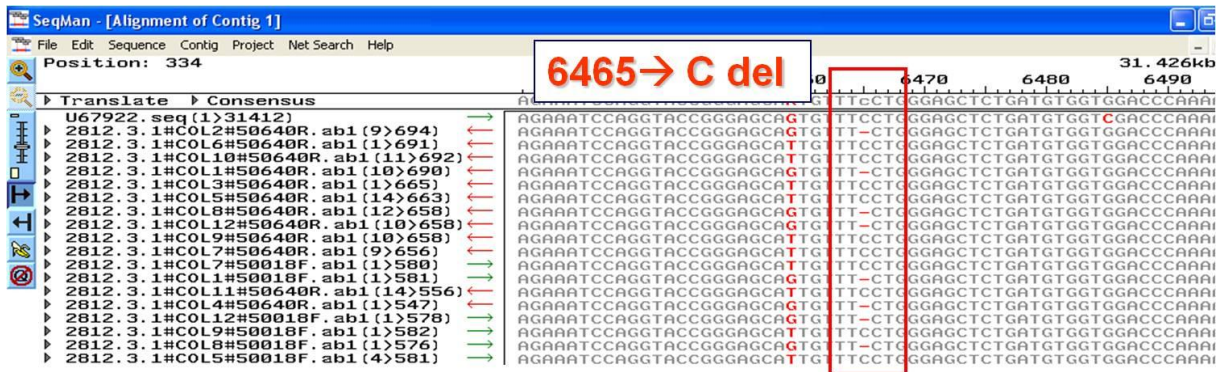 SeqMan - [Alignment of Contig 1]
File Edit Sequence Contig Project Net Search Help
Position: 334
31.426kb
6465→ C del
6470 6480 6490
Translate Consensus TGTTTcCTGGGAGCTCTGATGTGGTGGACCCAAA
U67922.seq(1>31412) → AGAAATCCAGGTACCGGGAGCAGTGTTTCCTGGGAGCTCTGATGTGGTCGACCCAAA
2812.3.1#COL2#50640R.ab1(9>694) ← AGAAATCCAGGTACCGGGAGCAGTGTTT-CTGGGAGCTCTGATGTGGTGGACCCAAA
2812.3.1#COL6#50640R.ab1(1>691) ← AGAAATCCAGGTACCGGGAGCATTGTTTCCTGGGAGCTCTGATGTGGTGGACCCAAA
2812.3.1#COL10#50640R.ab1(11>692) ← AGAAATCCAGGTACCGGGAGCATTGTTTCCTGGGAGCTCTGATGTGGTGGACCCAAA
2812.3.1#COL1#50640R.ab1(10>690) ← AGAAATCCAGGTACCGGGAGCAGTGTTT-CTGGGAGCTCTGATGTGGTGGACCCAAA
2812.3.1#COL3#50640R.ab1(1>665) ← AGAAATCCAGGTACCGGGAGCATTGTTTCCTGGGAGCTCTGATGTGGTGGACCCAAA
2812.3.1#COL5#50640R.ab1(14>663) ← AGAAATCCAGGTACCGGGAGCATTGTTTCCTGGGAGCTCTGATGTGGTGGACCCAAA
2812.3.1#COL8#50640R.ab1(12>658) ← AGAAATCCAGGTACCGGGAGCAGTGTTT-CTGGGAGCTCTGATGTGGTGGACCCAAA
2812.3.1#COL12#50640R.ab1(10>658) ← AGAAATCCAGGTACCGGGAGCAGTGTTT-CTGGGAGCTCTGATGTGGTGGACCCAAA
2812.3.1#COL9#50640R.ab1(10>658) ← AGAAATCCAGGTACCGGGAGCATTGTTTCCTGGGAGCTCTGATGTGGTGGACCCAAA
2812.3.1#COL7#50640R.ab1(9>656) ← AGAAATCCAGGTACCGGGAGCATTGTTTCCTGGGAGCTCTGATGTGGTGGACCCAAA
2812.3.1#COL7#50018F.ab1(1>580) → AGAAATCCAGGTACCGGGAGCATTGTTTCCTGGGAGCTCTGATGTGGTGGACCCAAA
2812.3.1#COL1#50018F.ab1(1>581) → AGAAATCCAGGTACCGGGAGCAGTGTTT-CTGGGAGCTCTGATGTGGTGGACCCAAA
2812.3.1#COL11#50640R.ab1(14>556) ← AGAAATCCAGGTACCGGGAGCATTGTTTCCTGGGAGCTCTGATGTGGTGGACCCAAA
2812.3.1#COL4#50640R.ab1(1>547) ← AGAAATCCAGGTACCGGGAGCAGTGTTT-CTGGGAGCTCTGATGTGGTGGACCCAAA
2812.3.1#COL12#50018F.ab1(1>578) → AGAAATCCAGGTACCGGGAGCAGTGTTT-CTGGGAGCTCTGATGTGGTGGACCCAAA
2812.3.1#COL9#50018F.ab1(1>582) → AGAAATCCAGGTACCGGGAGCATTGTTTCCTGGGAGCTCTGATGTGGTGGACCCAAA
2812.3.1#COL8#50018F.ab1(1>576) → AGAAATCCAGGTACCGGGAGCAGTGTTT-CTGGGAGCTCTGATGTGGTGGACCCAAA
2812.3.1#COL5#50018F.ab1(4>581) → AGAAATCCAGGTACCGGGAGCATTGTTTCCTGGGAGCTCTGATGTGGTGGACCCAAA